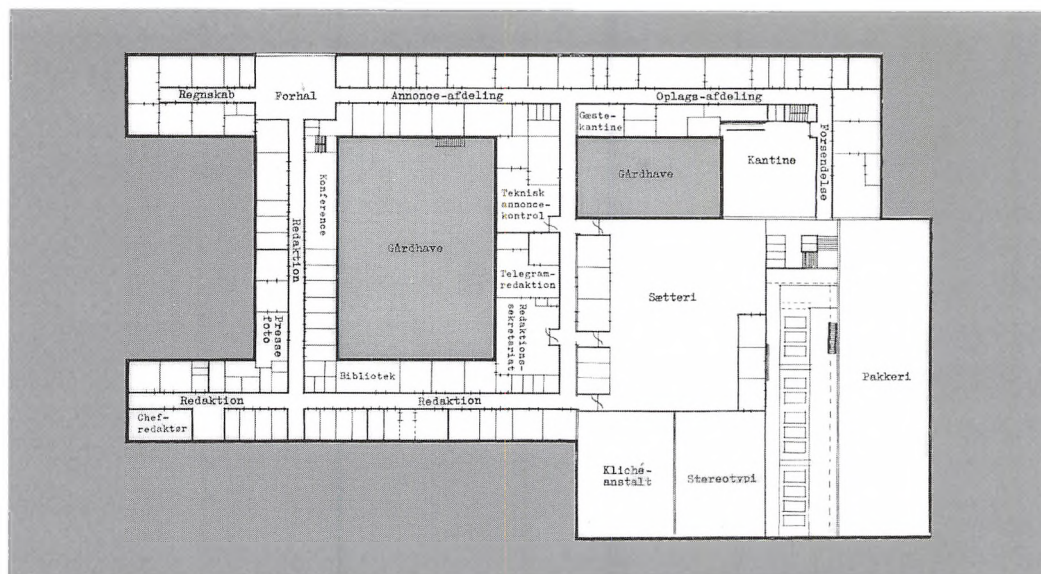 Regnskab
Forhal
Annonce-afdeling
Oplags-afdeling
Gæste-
kantine
Kantine
Forsendelse
Gårdhave
Konference
Redaktion
Gårdhave
Teknisk
annonce-
kontrol
Telegram-
redaktion
Redaktions-
sekretariat
Sætteri
Presse
foto
Bibliotek
Pakkeri
Redaktion
Redaktion
Chef-
redaktør
Kliché-
anstalt
Stereotypi